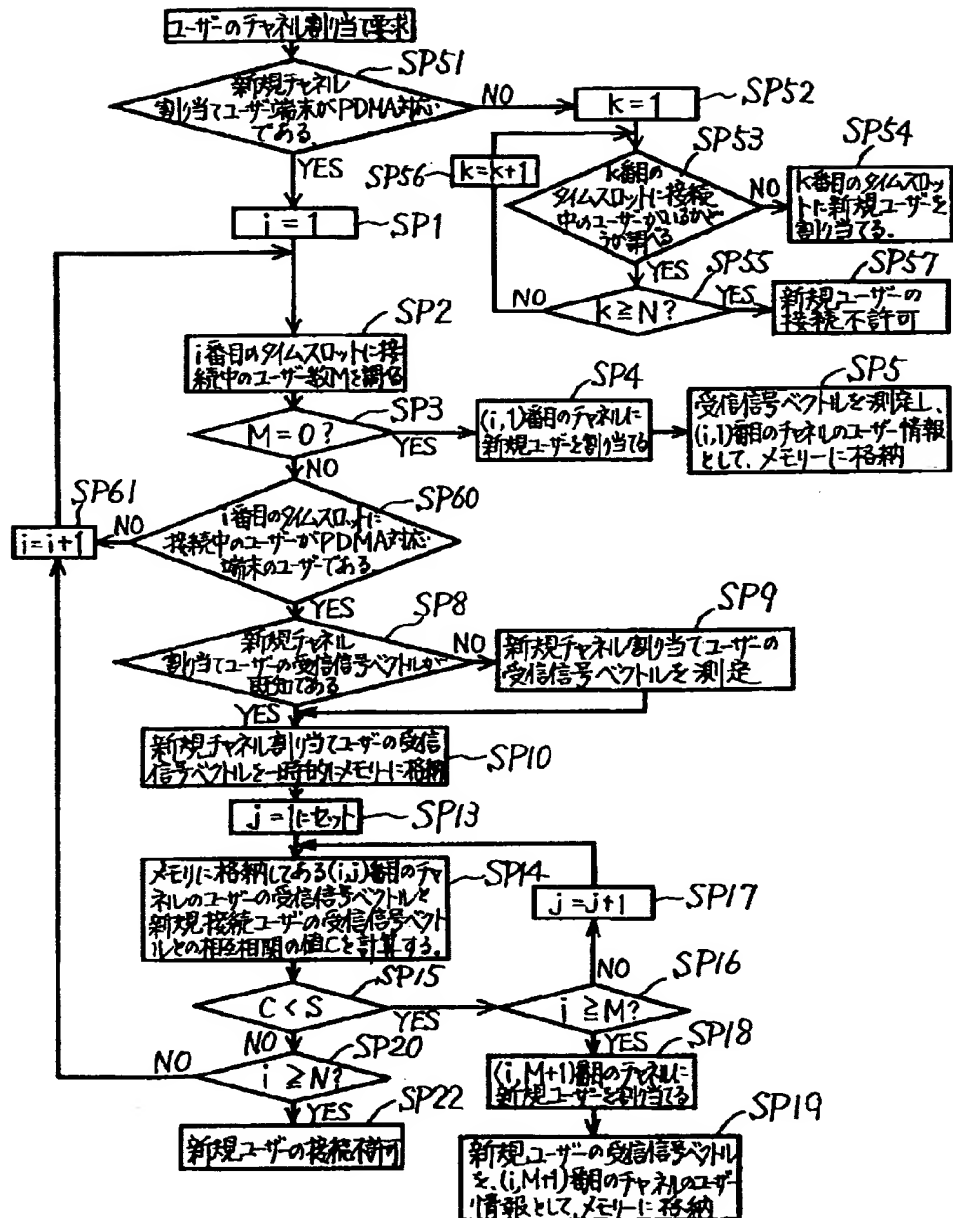 ユーザーのチャネル割り当て要求
SP51
新規チャネル
割り当てユーザー端末がPDMA対応
である
NO
YES
k=1
SP52
SP53
k番目の
タイムスロットに接続
中のユーザーがいるかど
うか調べる
NO
YES
SP54
k番目のタイムスロッ
トに新規ユーザーを
割り当てる。
SP56
k=k+1
SP55
k≧N?
NO
YES
SP57
新規ユーザーの
接続不許可
i=1
SP1
SP2
i番目のタイムスロットに接
続中のユーザー数Mを調べる
SP3
M=0?
YES
NO
SP4
(i,1)番目のチャネルに
新規ユーザーを割り当てる
SP5
受信信号ベクトルを測定し、
(i,1)番目のチャネルのユーザー情報
として、メモリーに格納
SP61
i=i+1
NO
SP60
i番目のタイムスロットに
接続中のユーザーがPDMA対応
端末のユーザーである。
YES
SP8
新規チャネル
割り当てユーザーの受信信号ベクトルが
既知である
NO
YES
SP9
新規チャネル割り当てユーザーの
受信信号ベクトルを測定
新規チャネル割り当てユーザーの受信
信号ベクトルを一時的にメモリーに格納
SP10
j=1にセット
SP13
メモリに格納してある(i,j)番目のチャ
ネルのユーザーの受信信号ベクトルと
新規接続ユーザーの受信信号ベク
トルとの相互相関の値Cを計算する。
SP14
j=j+1
SP17
NO
SP15
C<S
YES
NO
SP16
j≧M?
YES
SP20
i≧N?
NO
YES
SP18
(i,M+1)番目のチャネルに
新規ユーザーを割り当てる
SP22
新規ユーザーの接続不許可
SP19
新規ユーザーの受信信号ベクトル
を、(i,M+1)番目のチャネルのユーザー
情報として、メモリーに格納